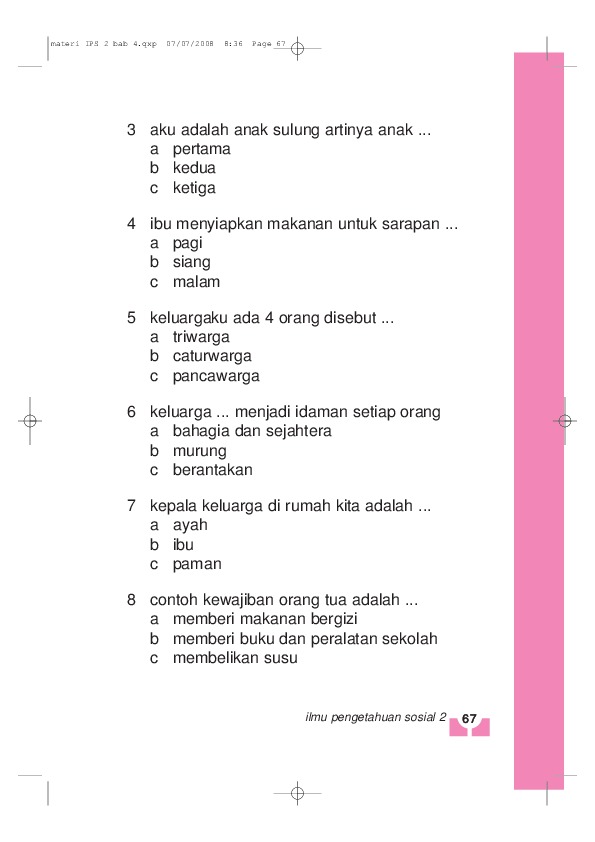 materi IPS 2 bab 4.qxp  07/07/2008  8:36  Page 67
3 aku adalah anak sulung artinya anak ...
a pertama
b kedua
c ketiga
4 ibu menyiapkan makanan untuk sarapan ...
a pagi
b siang
c malam
5 keluargaku ada 4 orang disebut ...
a triwarga
b caturwarga
c pancawarga
6 keluarga ... menjadi idaman setiap orang
a bahagia dan sejahtera
b murung
c berantakan
7 kepala keluarga di rumah kita adalah ...
a ayah
b ibu
c paman
8 contoh kewajiban orang tua adalah ...
a memberi makanan bergizi
b memberi buku dan peralatan sekolah
c membelikan susu
ilmu pengetahuan sosial 2 67